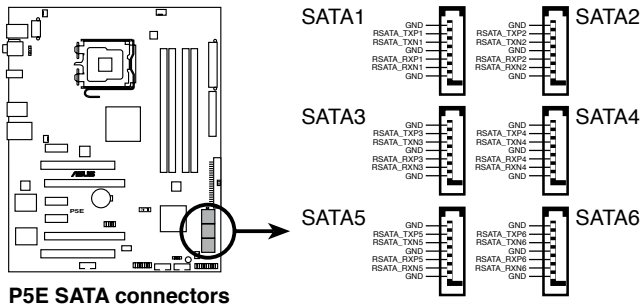 SATA1
GND
RSATA_TXP1
RSATA_TXN1
GND
RSATA_RXP1
RSATA_RXN1
GND
SATA2
GND
RSATA_TXP2
RSATA_TXN2
GND
RSATA_RXP2
RSATA_RXN2
GND
SATA3
GND
RSATA_TXP3
RSATA_TXN3
GND
RSATA_RXP3
RSATA_RXN3
GND
SATA4
GND
RSATA_TXP4
RSATA_TXN4
GND
RSATA_RXP4
RSATA_RXN4
GND
SATA5
GND
RSATA_TXP5
RSATA_TXN5
GND
RSATA_RXP5
RSATA_RXN5
GND
SATA6
GND
RSATA_TXP6
RSATA_TXN6
GND
RSATA_RXP6
RSATA_RXN6
GND
ASUS
P5E
P5E SATA connectors